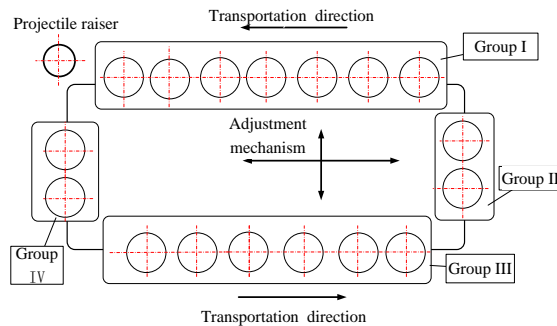 Projectile raiser
Transportation direction
Group I
Adjustment
mechanism
Group II
Group
IV
Group III
Transportation direction